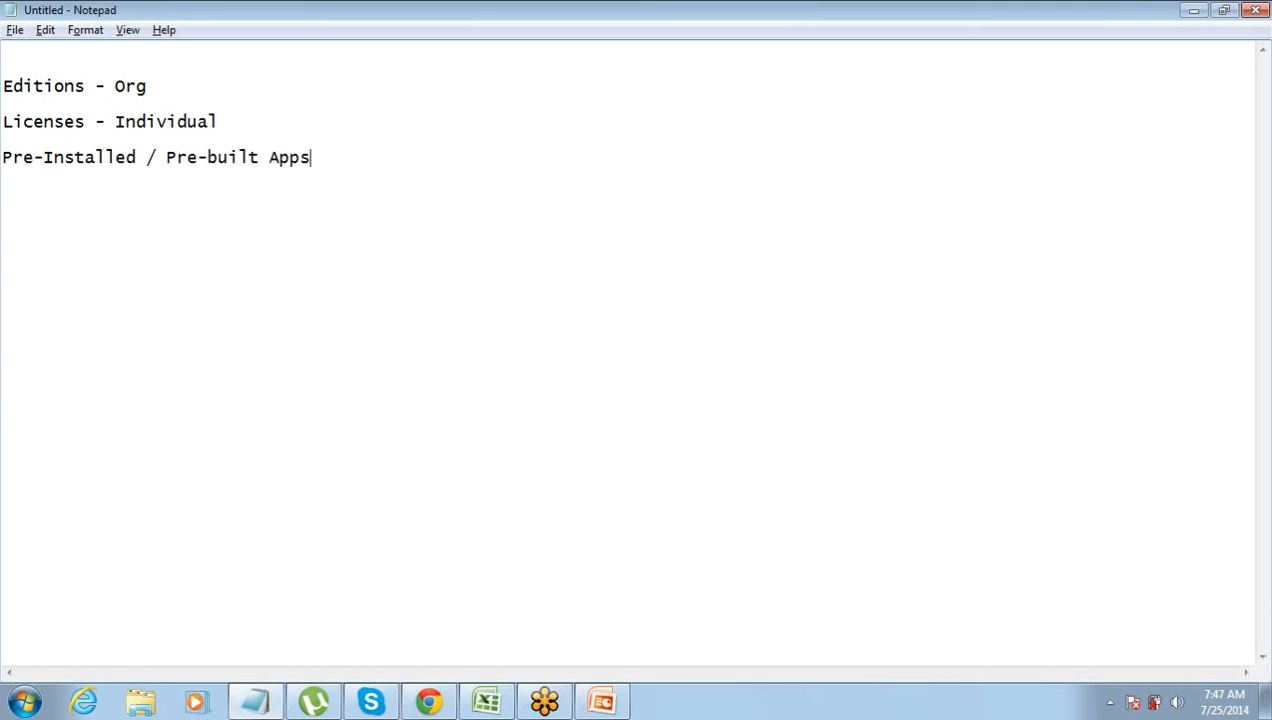 Untitled - Notepad
File Edit Format View Help
Editions - Org
Licenses - Individual
Pre-Installed / Pre-built Apps
7:47 AM
7/25/2014